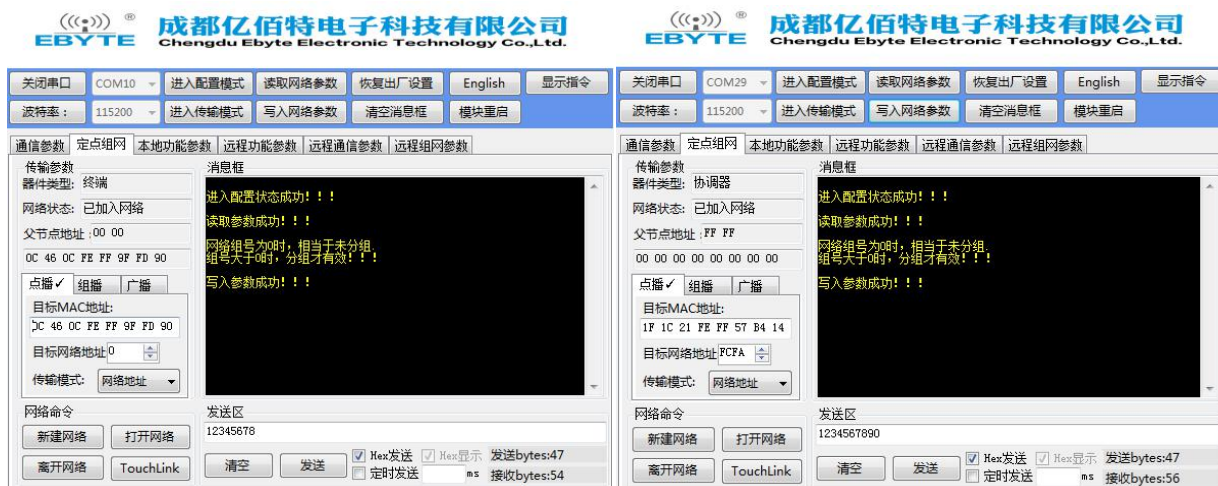 EBYTE ® 成都亿佰特电子科技有限公司
Chengdu Ebyte Electronic Technology Co.,Ltd.
关闭串口 COM10 进入配置模式 读取网络参数 恢复出厂设置 English 显示指令
波特率： 115200 进入传输模式 写入网络参数 清空消息框 模块重启
通信参数 定点组网 本地功能参数 远程功能参数 远程通信参数 远程组网参数
传输参数
器件类型: 终端
网络状态: 已加入网络
父节点地址: 00 00
0C 46 0C FE FF 9F FD 90
点播✓ 组播 广播
目标MAC地址:
0C 46 0C FE FF 9F FD 90
目标网络地址 0
传输模式: 网络地址
网络命令
新建网络 打开网络
离开网络 TouchLink
消息框
进入配置状态成功！！！
读取参数成功！！！
网络组号为0时，相当于未分组
组号大于0时，分组才有效！！！
写入参数成功！！！
发送区
12345678
清空 发送 Hex发送 Hex显示 发送bytes:47
定时发送 ms 接收bytes:54
EBYTE ® 成都亿佰特电子科技有限公司
Chengdu Ebyte Electronic Technology Co.,Ltd.
关闭串口 COM29 进入配置模式 读取网络参数 恢复出厂设置 English 显示指令
波特率： 115200 进入传输模式 写入网络参数 清空消息框 模块重启
通信参数 定点组网 本地功能参数 远程功能参数 远程通信参数 远程组网参数
传输参数
器件类型: 协调器
网络状态: 已加入网络
父节点地址: FF FF
00 00 00 00 00 00 00 00
点播✓ 组播 广播
目标MAC地址:
1F 1C 21 FE FF 57 B4 14
目标网络地址 FCFA
传输模式: 网络地址
网络命令
新建网络 打开网络
离开网络 TouchLink
消息框
进入配置状态成功！！！
读取参数成功！！！
网络组号为0时，相当于未分组
组号大于0时，分组才有效！！！
写入参数成功！！！
发送区
1234567890
清空 发送 Hex发送 Hex显示 发送bytes:47
定时发送 ms 接收bytes:56